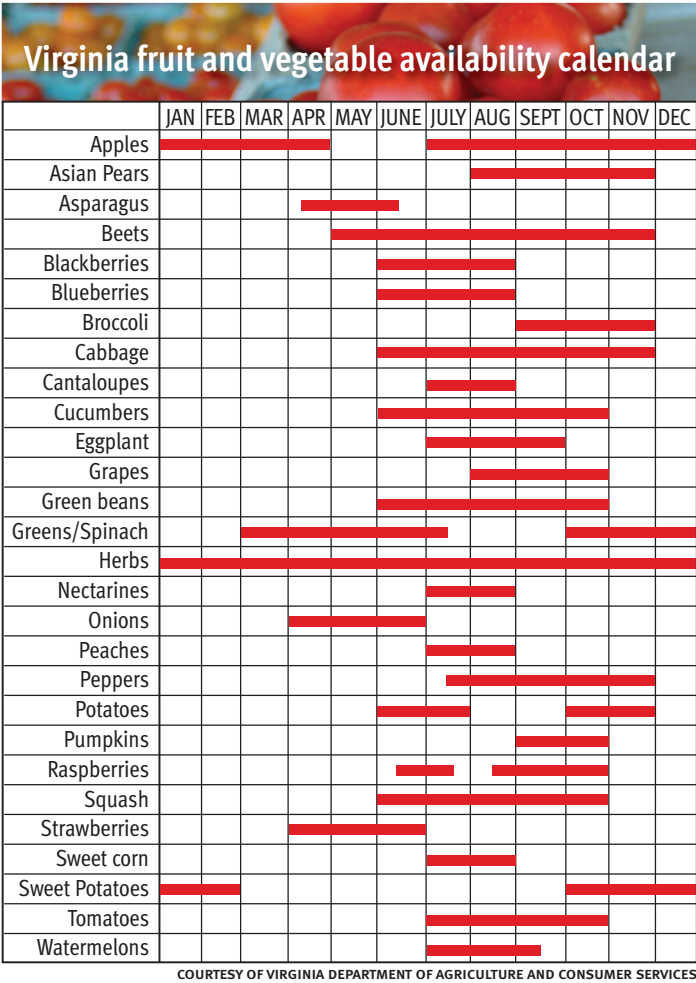 Virginia fruit and vegetable availability calendar
JAN FEB MAR APR MAY JUNE JULY AUG SEPT OCT NOV DEC
Apples
Asian Pears
Asparagus
Beets
Blackberries
Blueberries
Broccoli
Cabbage
Cantaloupes
Cucumbers
Eggplant
Grapes
Green beans
Greens/Spinach
Herbs
Nectarines
Onions
Peaches
Peppers
Potatoes
Pumpkins
Raspberries
Squash
Strawberries
Sweet corn
Sweet Potatoes
Tomatoes
Watermelons
COURTESY OF VIRGINIA DEPARTMENT OF AGRICULTURE AND CONSUMER SERVICES